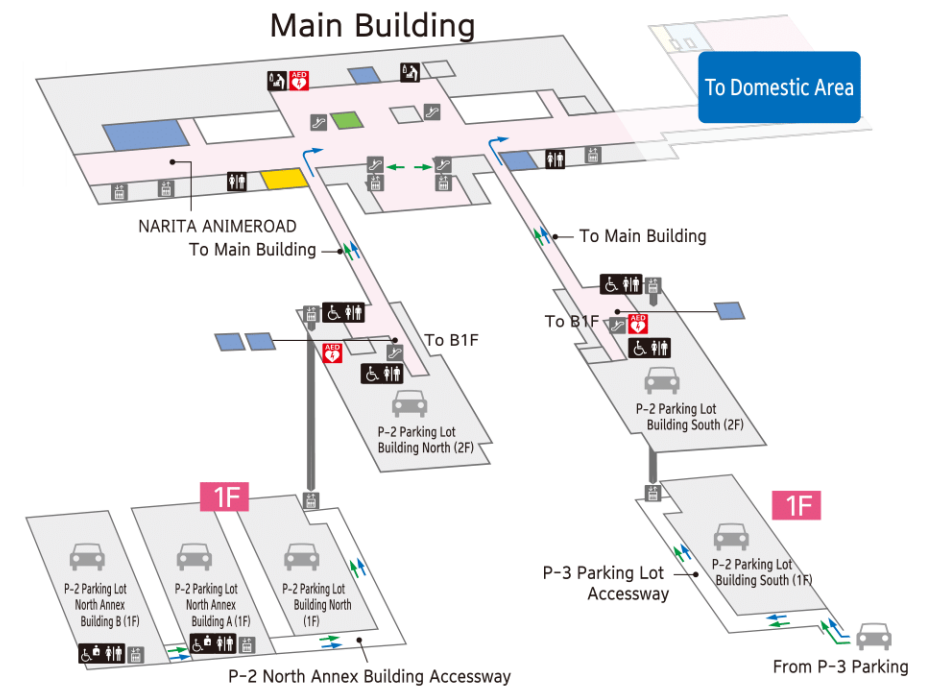 Main Building
AED
To Domestic Area
NARITA ANIMEROAD
To Main Building
To Main Building
To B1F
AED
To B1F
AED
P-2 Parking Lot
Building North (2F)
P-2 Parking Lot
Building South (2F)
1F
1F
P-2 Parking Lot
North Annex
Building B (1F)
P-2 Parking Lot
North Annex
Building A (1F)
P-2 Parking Lot
Building North
(1F)
P-2 Parking Lot
Building South (1F)
P-3 Parking Lot
Accessway
P-2 North Annex Building Accessway
From P-3 Parking